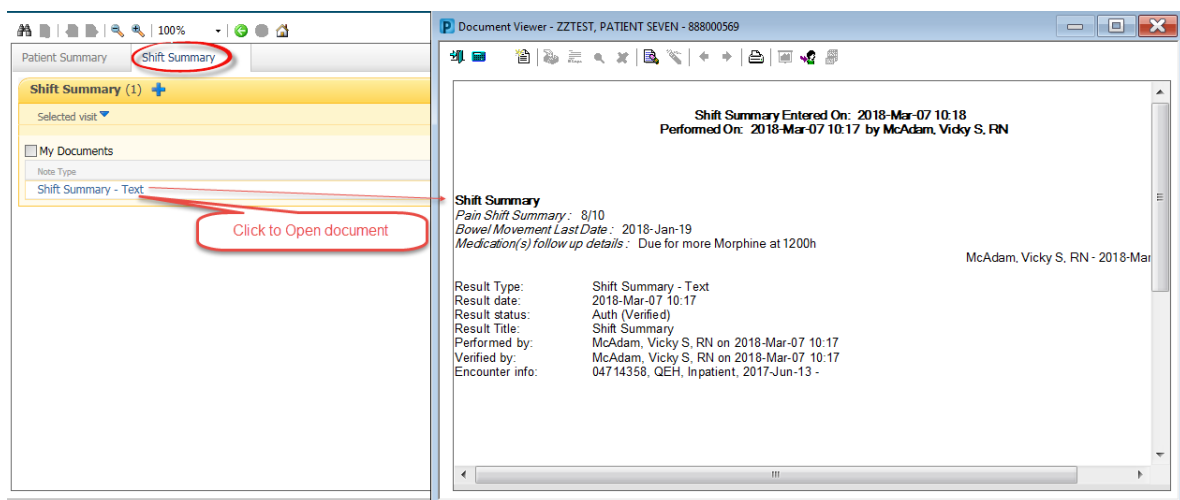 100%
Patient Summary
Shift Summary
Shift Summary (1)
Selected visit
My Documents
Note Type
Shift Summary - Text
Click to Open document
Document Viewer - ZZTEST, PATIENT SEVEN - 888000569
Shift Summary Entered On: 2018-Mar-07 10:18
Performed On: 2018-Mar-07 10:17 by McAdam, Vicky S, RN
Shift Summary
Pain Shift Summary : 8/10
Bowel Movement Last Date : 2018-Jan-19
Medication(s) follow up details : Due for more Morphine at 1200h
McAdam, Vicky S, RN - 2018-Mar
Result Type: Shift Summary - Text
Result date: 2018-Mar-07 10:17
Result status: Auth (Verified)
Result Title: Shift Summary
Performed by: McAdam, Vicky S, RN on 2018-Mar-07 10:17
Verified by: McAdam, Vicky S, RN on 2018-Mar-07 10:17
Encounter info: 04714358, QEH, Inpatient, 2017-Jun-13 -